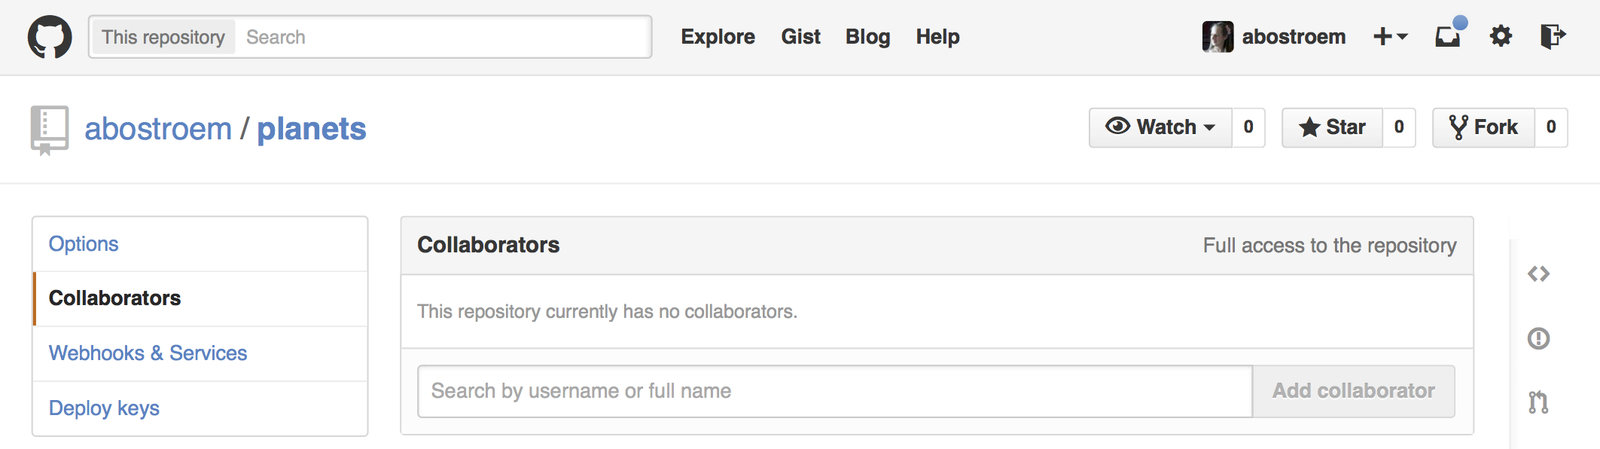 This repository Search Explore Gist Blog Help abostroem
abostroem / planets Watch 0 Star 0 Fork 0
Options
Collaborators
Webhooks & Services
Deploy keys
Collaborators Full access to the repository
This repository currently has no collaborators.
Search by username or full name Add collaborator